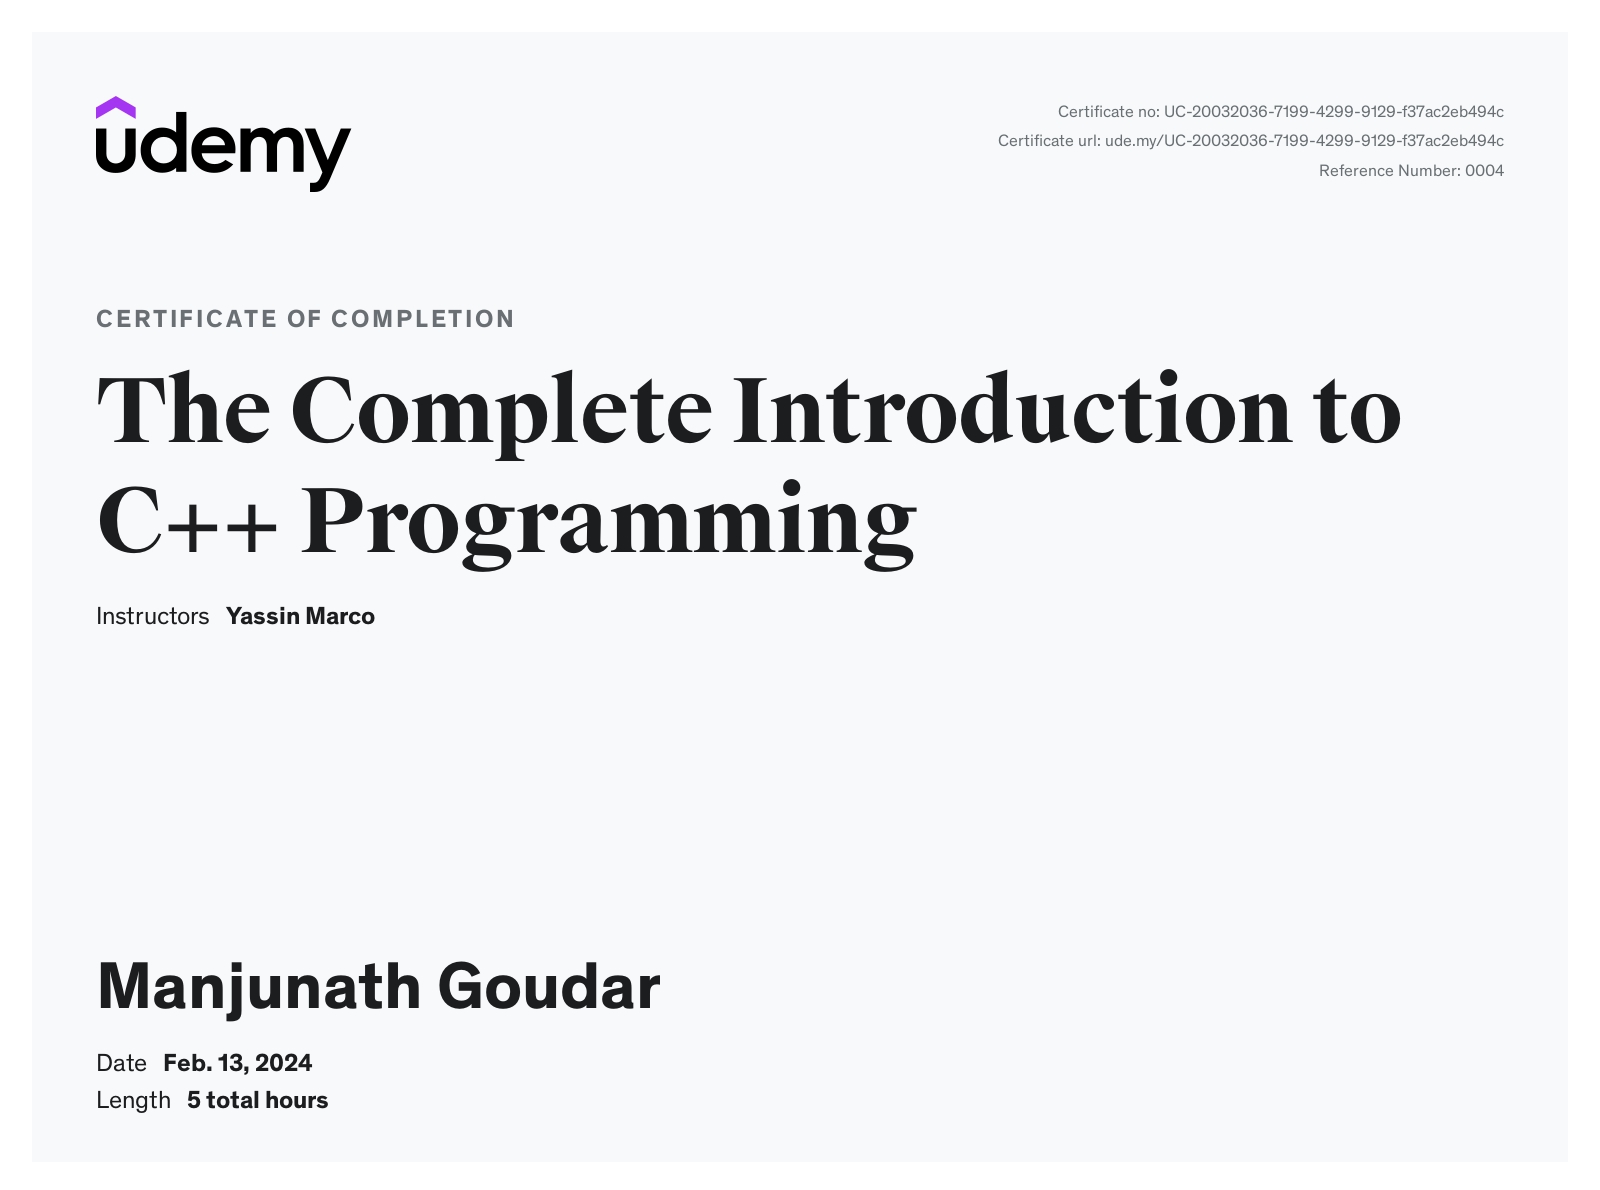 udemy
Certificate no: UC-20032036-7199-4299-9129-f37ac2eb494c
Certificate url: ude.my/UC-20032036-7199-4299-9129-f37ac2eb494c
Reference Number: 0004
CERTIFICATE OF COMPLETION
The Complete Introduction to
C++ Programming
Instructors Yassin Marco
Manjunath Goudar
Date Feb. 13, 2024
Length 5 total hours